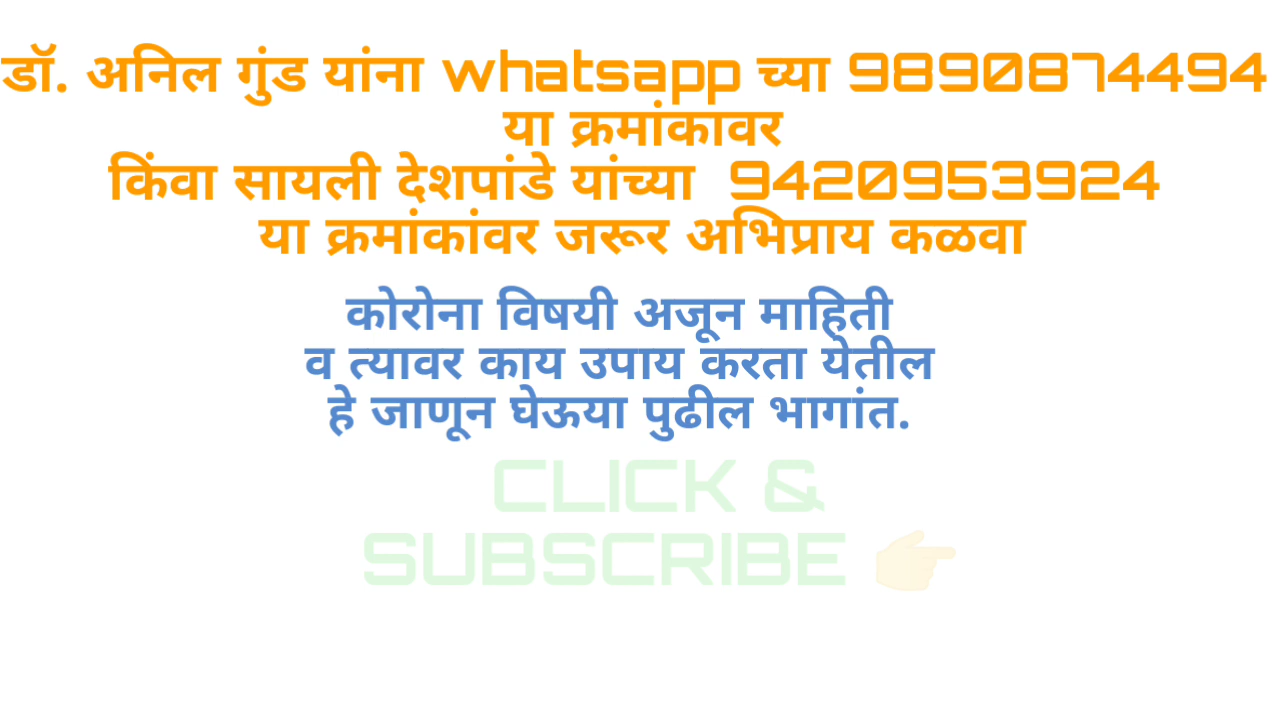 डॉ. अनिल गुंड यांना whatsapp च्या 9890874494
या क्रमांकावर
किंवा सायली देशपांडे यांच्या 9420953924
या क्रमांकांवर जरूर अभिप्राय कळवा
कोरोना विषयी अजून माहिती
व त्यावर काय उपाय करता येतील
हे जाणून घेऊया पुढील भागांत.
CLICK &
SUBSCRIBE 👉